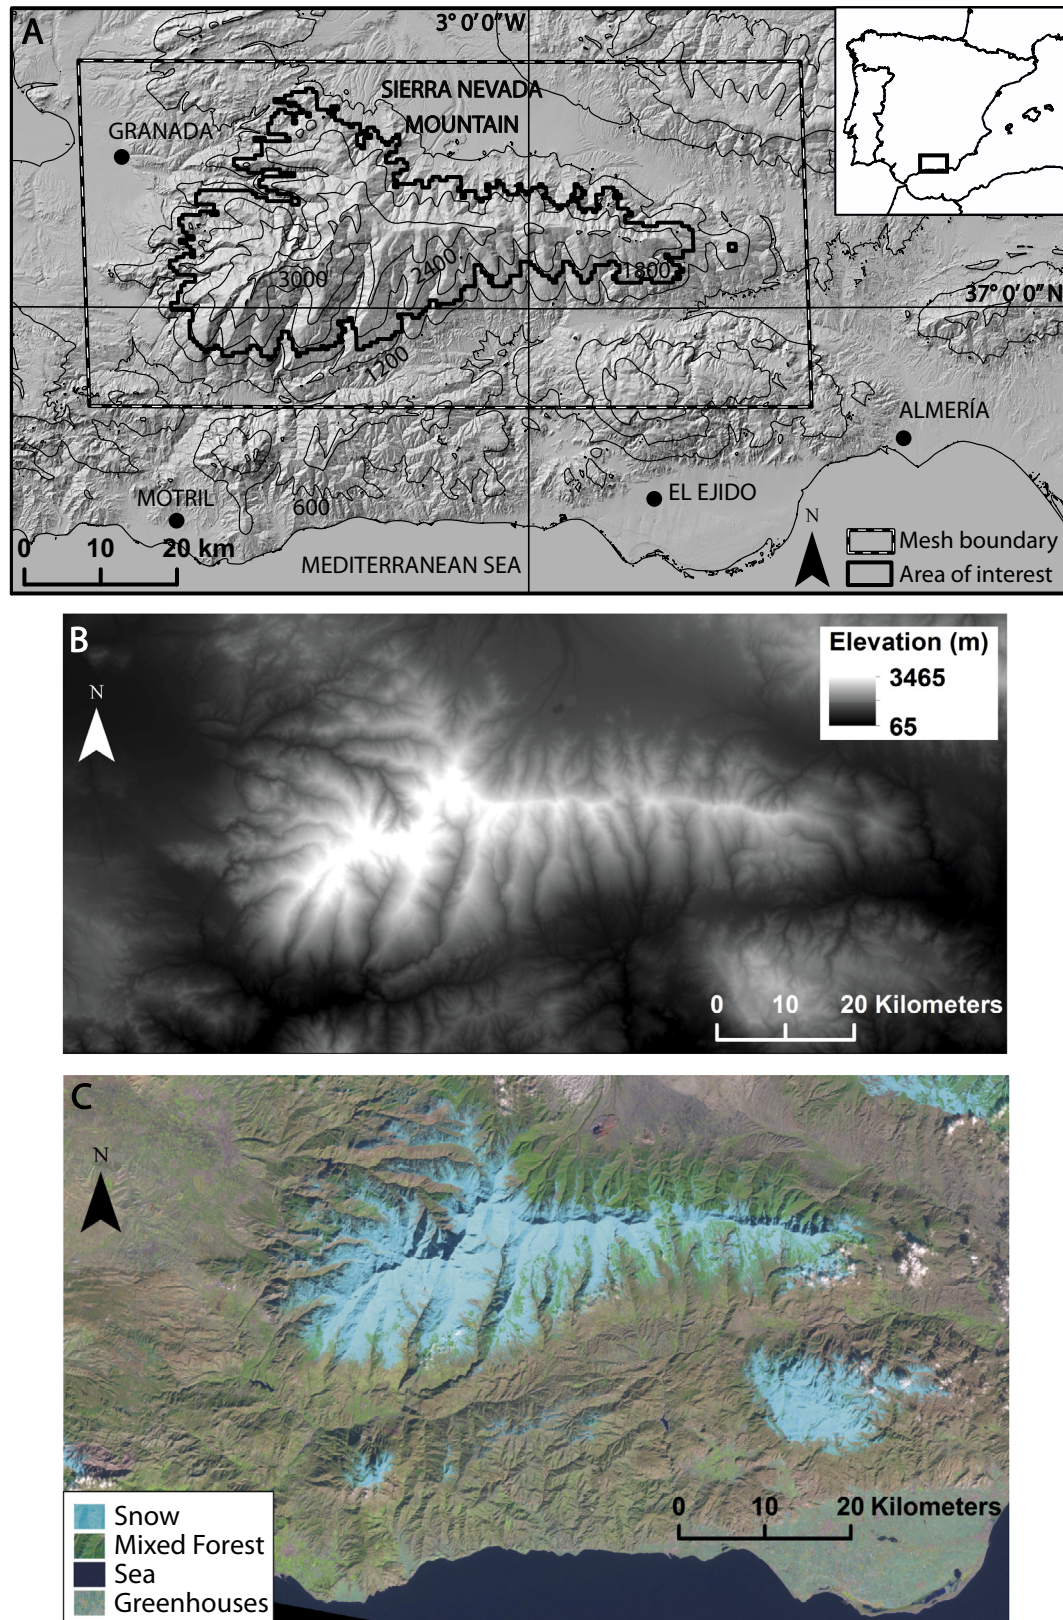 A
3° 0' 0'' W
SIERRA NEVADA
MOUNTAIN
GRANADA
3000
2400
1800
37° 0' 0'' N
1200
ALMERÍA
MOTRIL
600
EL EJIDO
N
0 10 20 km
MEDITERRANEAN SEA
Mesh boundary
Area of interest
B
Elevation (m)
3465
65
N
0 10 20 Kilometers
C
N
0 10 20 Kilometers
Snow
Mixed Forest
Sea
Greenhouses